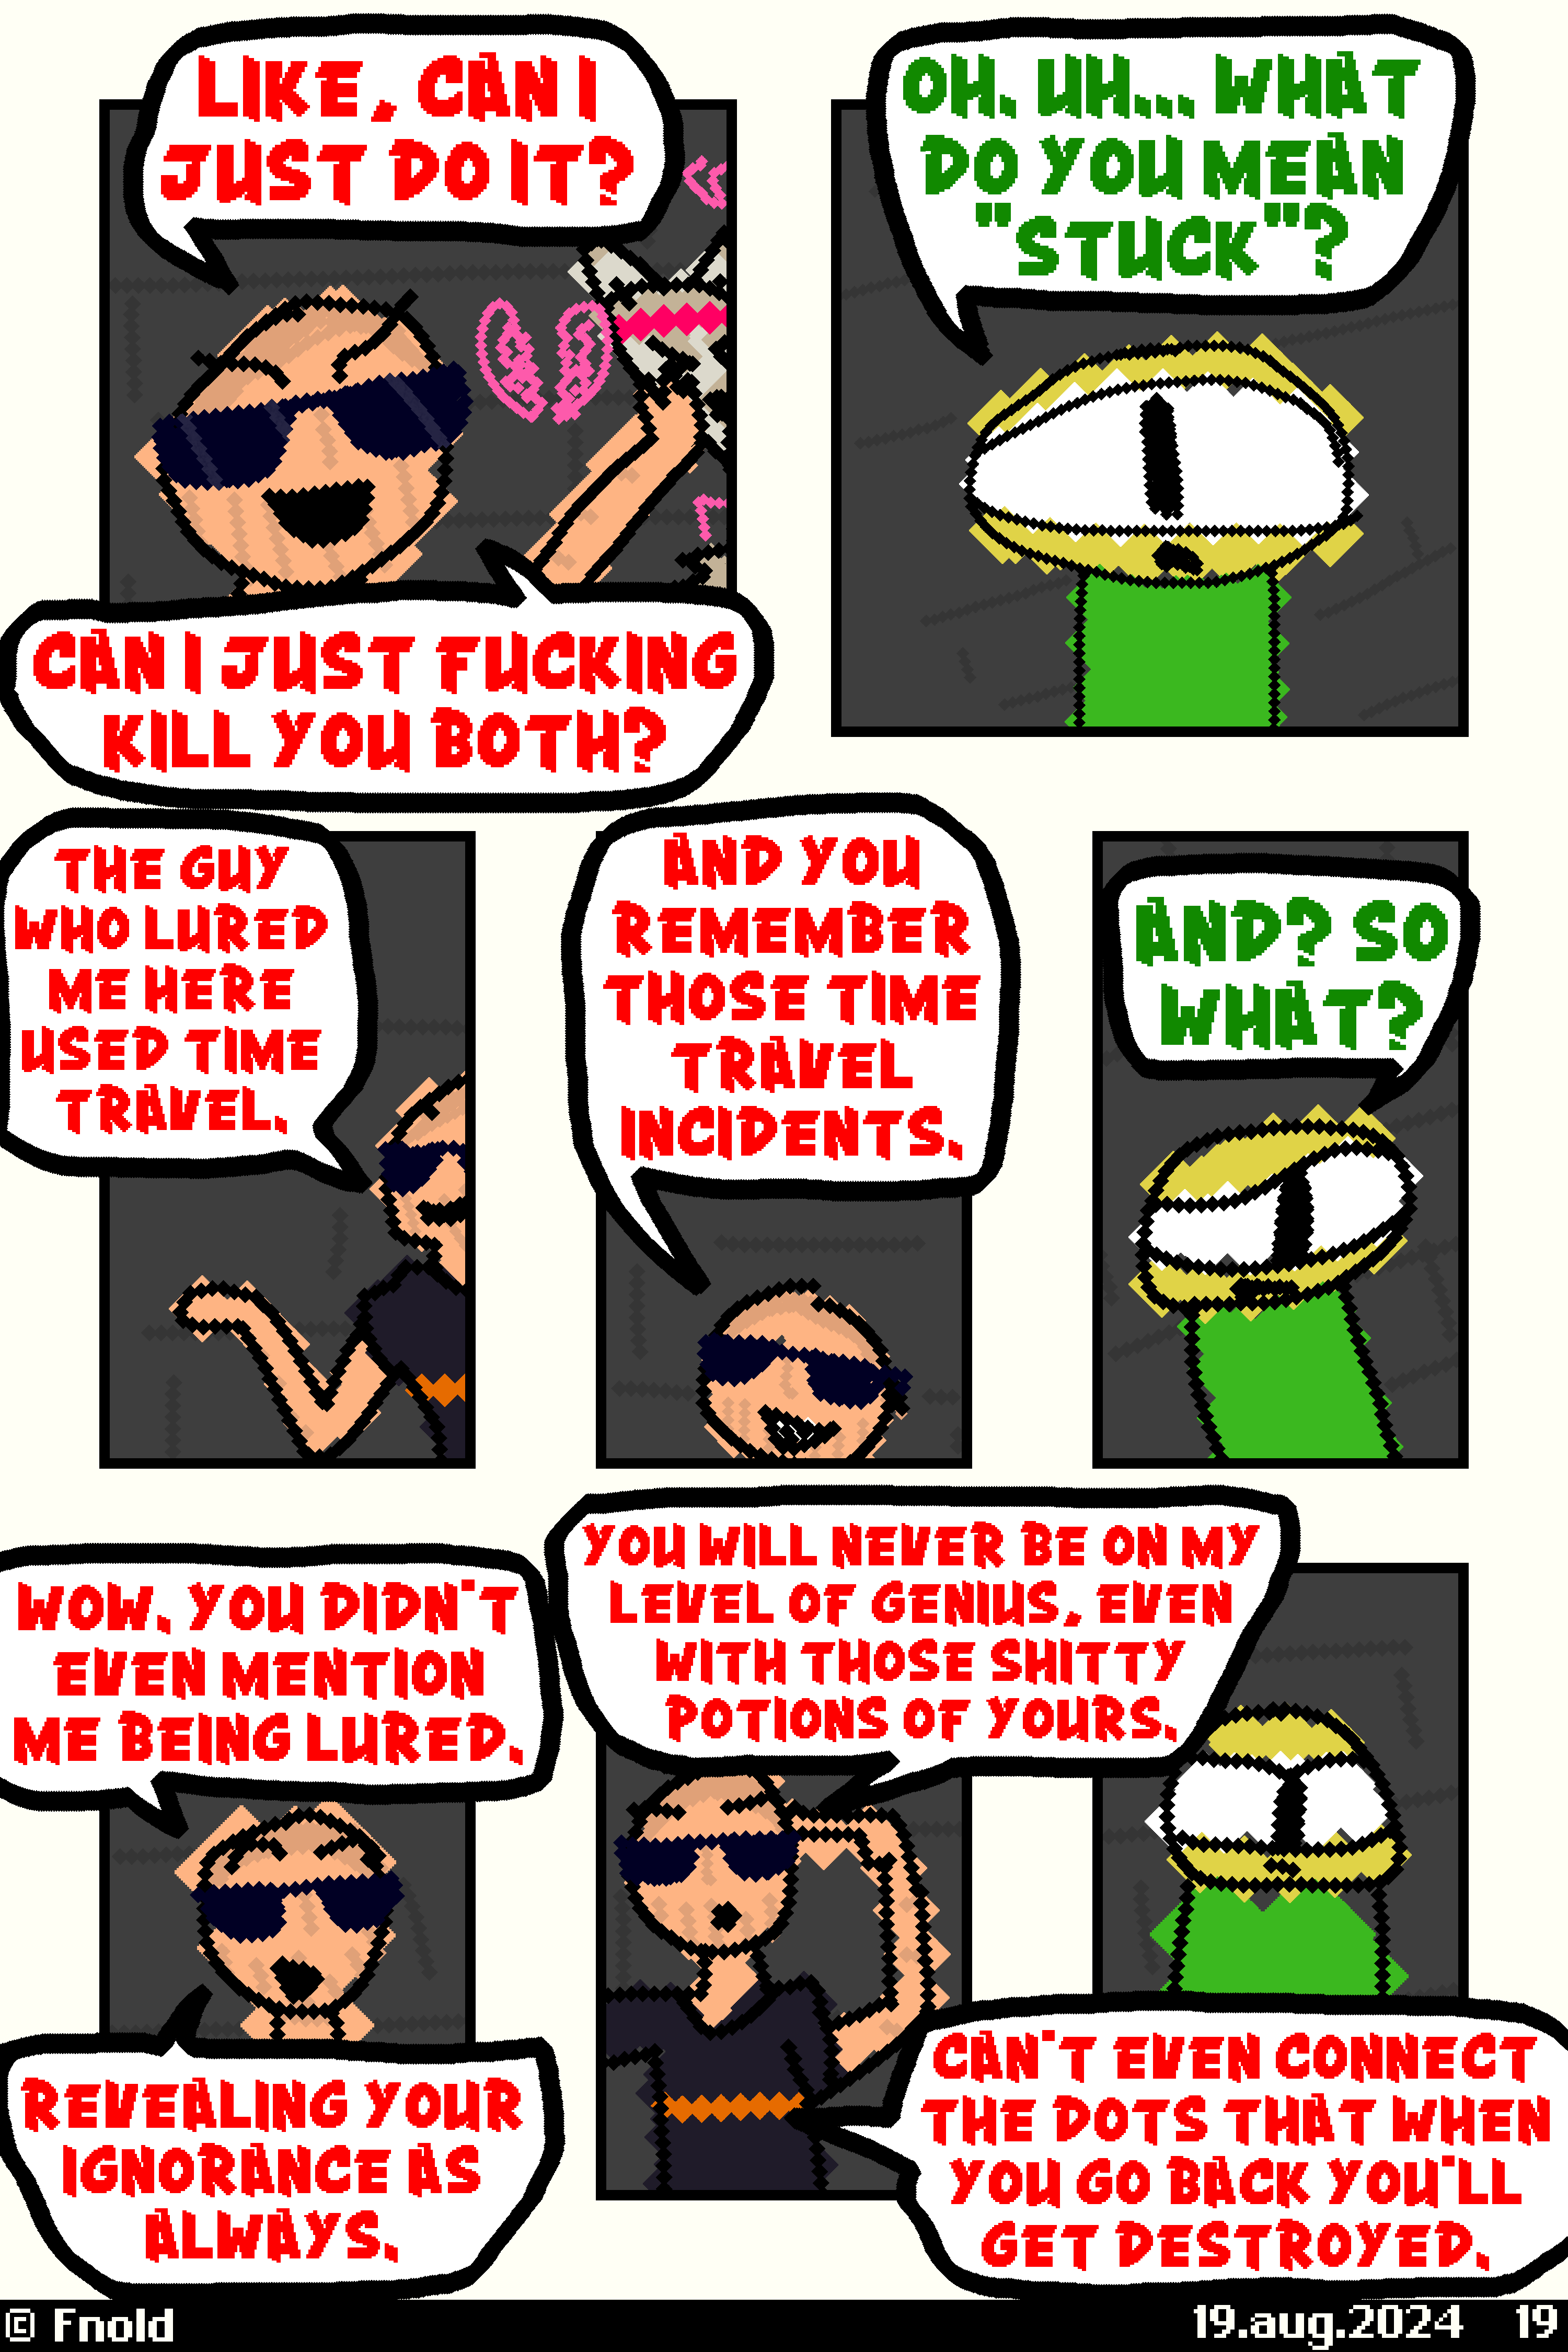 LIKE, CAN I
JUST DO IT?
CAN I JUST FUCKING
KILL YOU BOTH?
OH. UH... WHAT
DO YOU MEAN
"STUCK"?
THE GUY
WHO LURED
ME HERE
USED TIME
TRAVEL.
AND YOU
REMEMBER
THOSE TIME
TRAVEL
INCIDENTS.
AND? SO
WHAT?
WOW. YOU DIDN'T
EVEN MENTION
ME BEING LURED.
REVEALING YOUR
IGNORANCE AS
ALWAYS.
YOU WILL NEVER BE ON MY
LEVEL OF GENIUS, EVEN
WITH THOSE SHITTY
POTIONS OF YOURS.
CAN'T EVEN CONNECT
THE DOTS THAT WHEN
YOU GO BACK YOU'LL
GET DESTROYED.
© Fnold
19.aug.2024 19